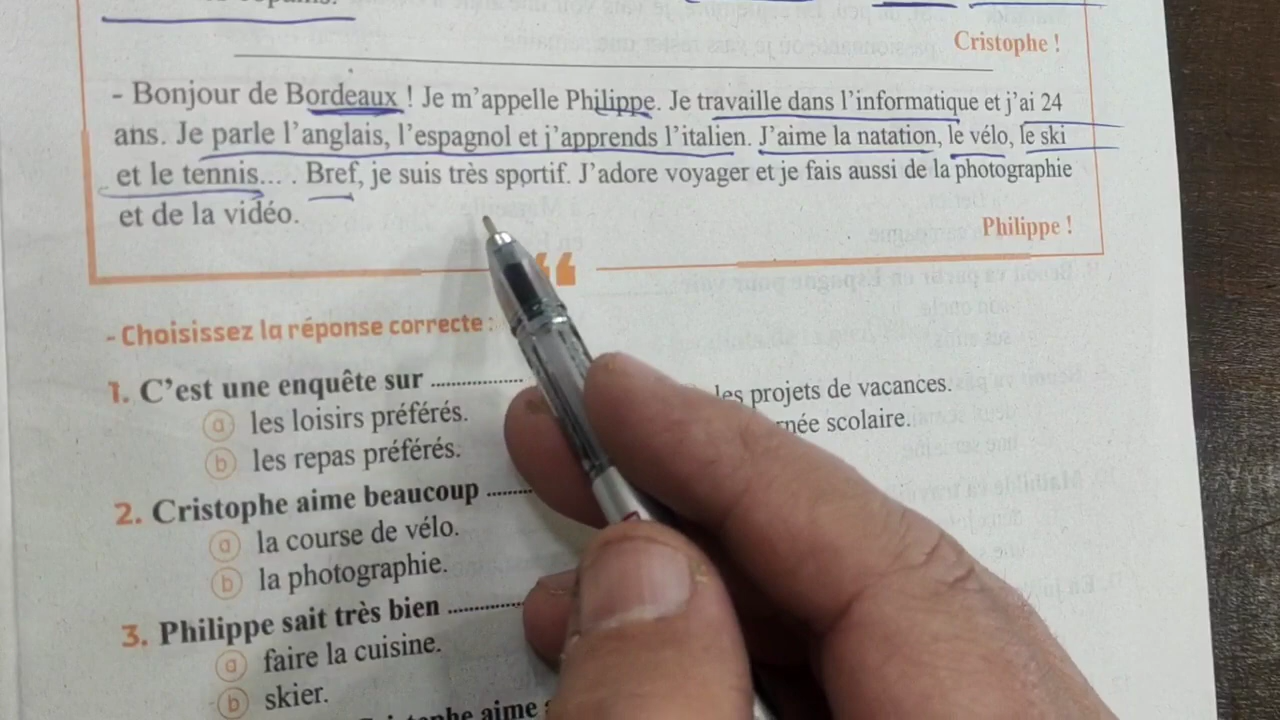 Cristophe !
- Bonjour de Bordeaux ! Je m'appelle Philippe. Je travaille dans l'informatique et j'ai 24
ans. Je parle l'anglais, l'espagnol et j'apprends l'italien. J'aime la natation, le vélo, le ski
et le tennis... . Bref, je suis très sportif. J'adore voyager et je fais aussi de la photographie
et de la vidéo.
Philippe !
- Choisissez la réponse correcte :
1. C'est une enquête sur ..................
a les loisirs préférés.
les projets de vacances.
b les repas préférés.
scolaire.
2. Cristophe aime beaucoup .........
a la course de vélo.
b la photographie.
3. Philippe sait très bien ...............
a faire la cuisine.
b skier.
aime